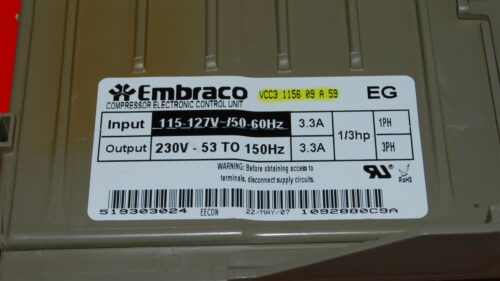 Embraco VCC3 1156 09 A 59 EG
COMPRESSOR ELECTRONIC CONTROL UNIT
Input 115-127V~/50-60Hz 3.3A 1/3hp 1PH
Output 230V - 53 TO 150Hz 3.3A 3PH
WARNING: Before obtaining access to
terminals, disconnect supply circuits.
RoHS
519303024 EECON 22/MAY/07 1092880C9A